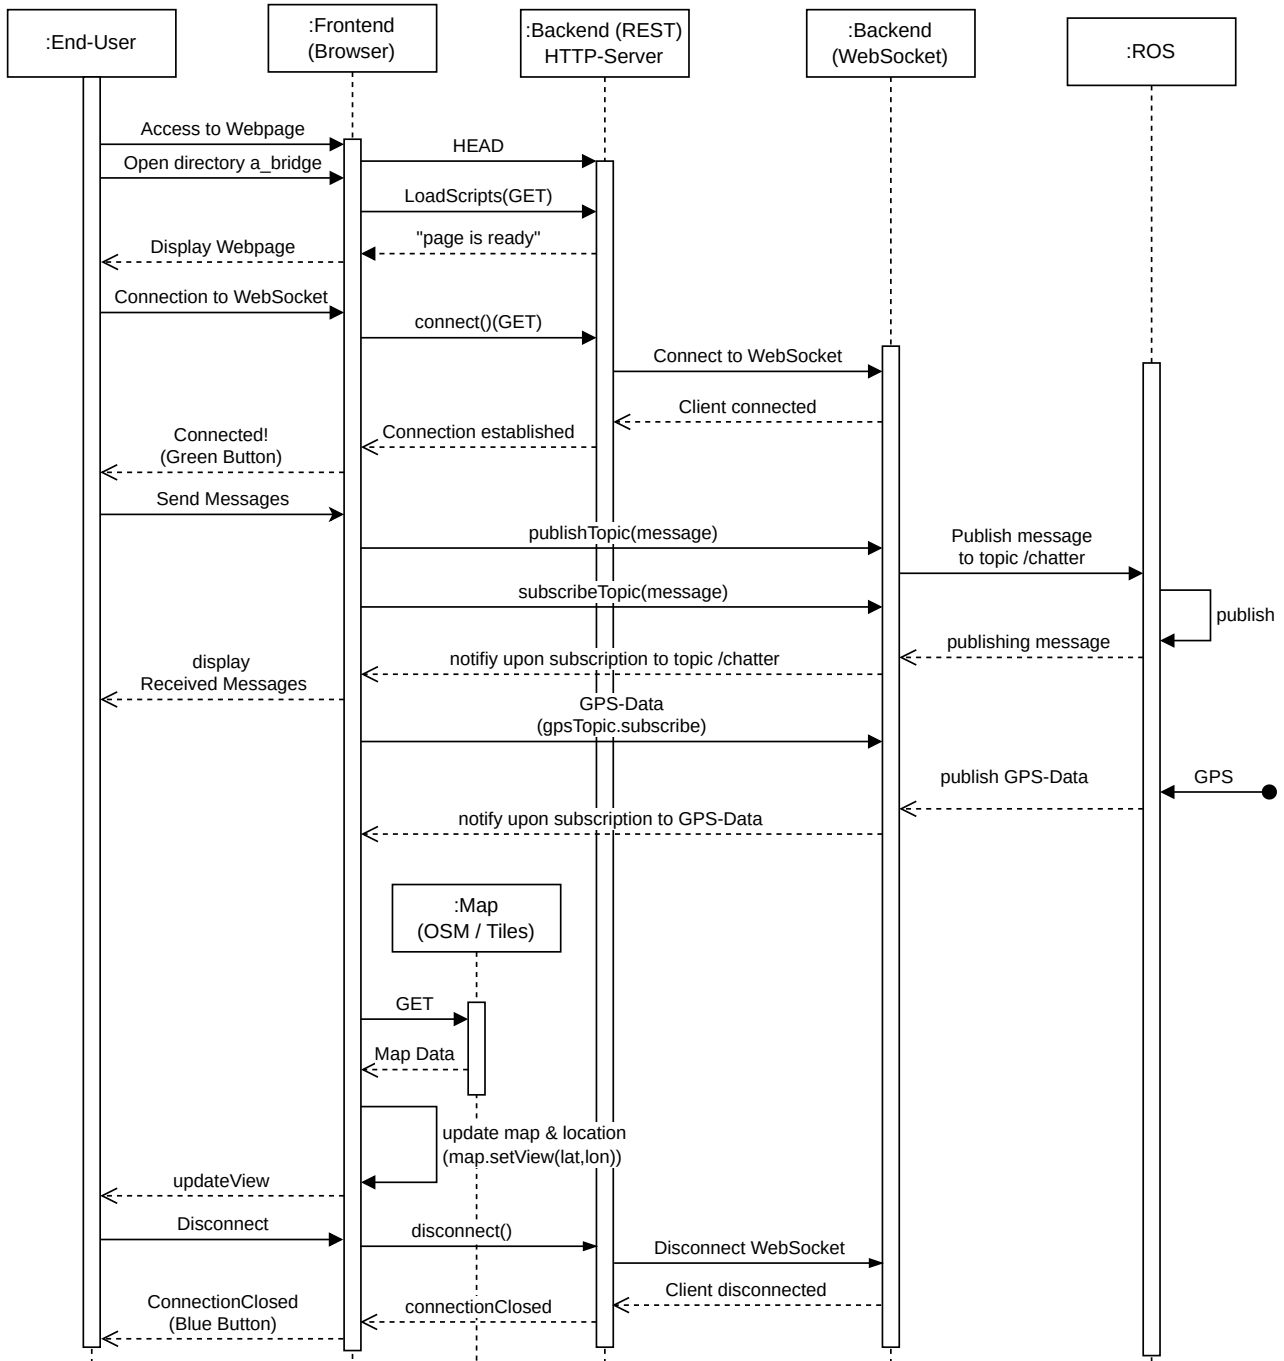 :End-User
:Frontend
(Browser)
:Backend (REST)
HTTP-Server
:Backend
(WebSocket)
:ROS
Access to Webpage
HEAD
Open directory a_bridge
LoadScripts(GET)
"page is ready"
Display Webpage
Connection to WebSocket
connect()(GET)
Connect to WebSocket
Client connected
Connection established
Connected!
(Green Button)
Send Messages
publishTopic(message)
Publish message
to topic /chatter
subscribeTopic(message)
publish
publishing message
notifiy upon subscription to topic /chatter
display
Received Messages
GPS-Data
(gpsTopic.subscribe)
publish GPS-Data
GPS
notify upon subscription to GPS-Data
:Map
(OSM / Tiles)
GET
Map Data
update map & location
(map.setView(lat,lon))
updateView
Disconnect
disconnect()
Disconnect WebSocket
Client disconnected
connectionClosed
ConnectionClosed
(Blue Button)